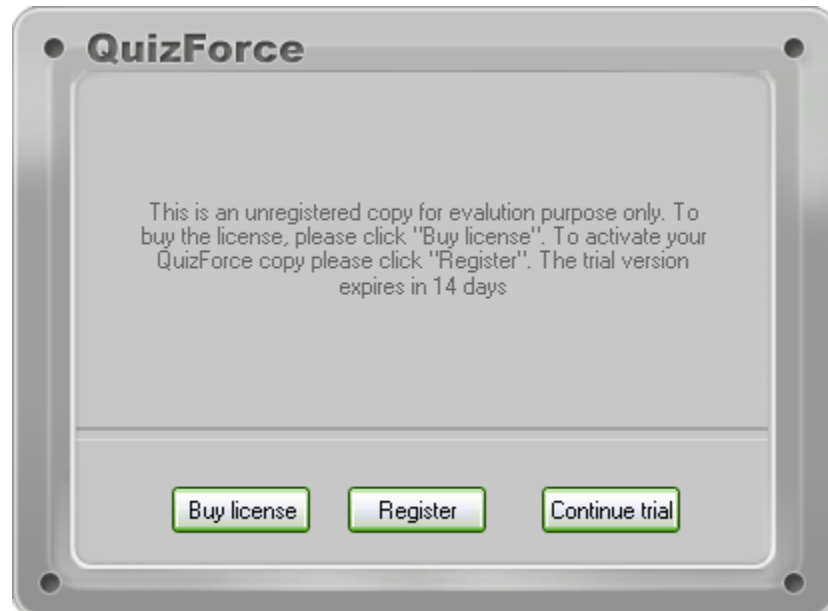 QuizForce
This is an unregistered copy for evalution purpose only. To
buy the license, please click "Buy license". To activate your
QuizForce copy please click "Register". The trial version
expires in 14 days
Buy license
Register
Continue trial